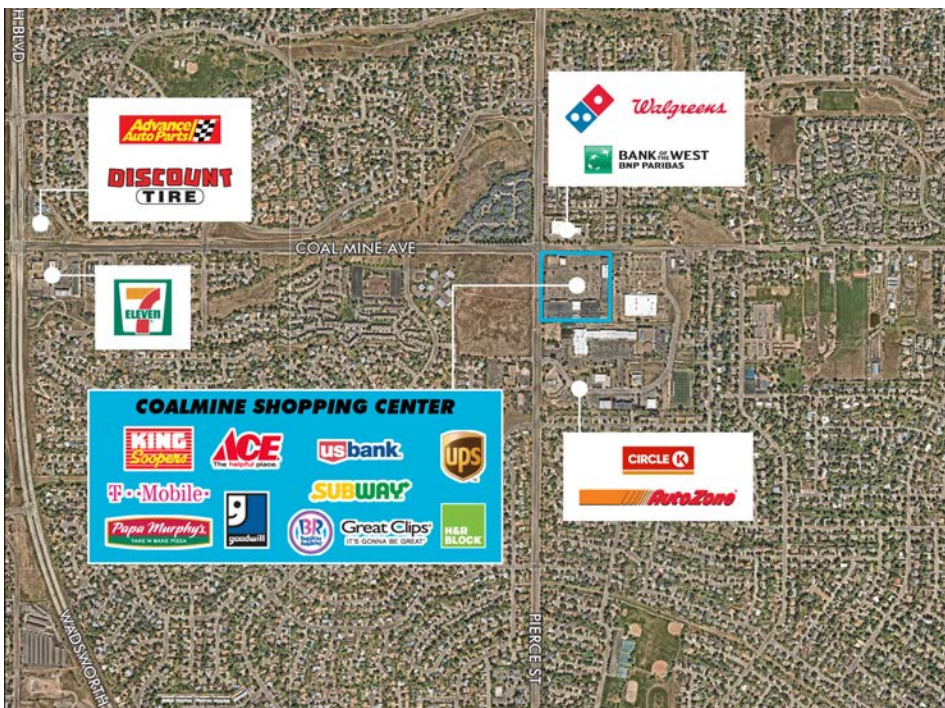 H BLVD
Advance
Auto Parts
DISCOUNT
TIRE
Walgreens
BANK OF THE WEST
BNP PARIBAS
COAL MINE AVE
7
ELEVEN
COALMINE SHOPPING CENTER
KING
Soopers
ACE
The helpful place.
usbank
ups
T··Mobile·
SUBWAY
Papa Murphy's
TAKE 'N' BAKE PIZZA
goodwill
BR
baskin robbins
Great Clips
IT'S GONNA BE GREAT
H&R
BLOCK
CIRCLE K
AutoZone
WADSWORTH
PIERCE ST